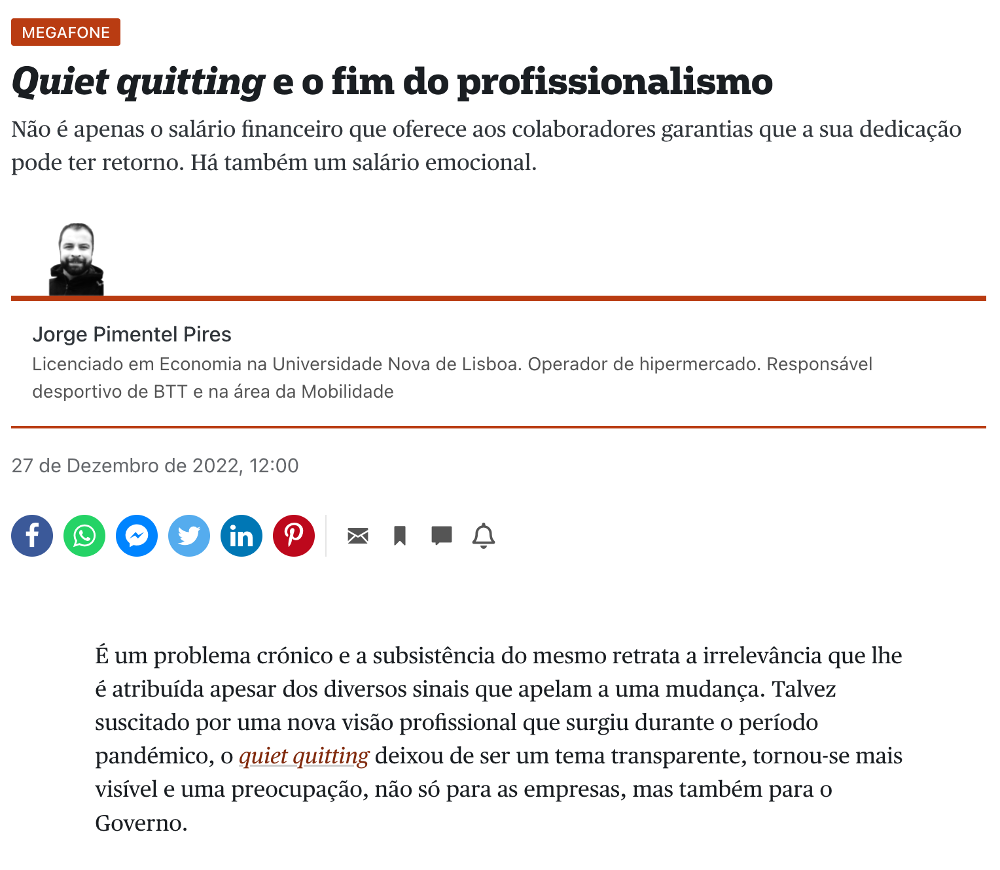 MEGAFONE
Quiet quitting e o fim do profissionalismo
Não é apenas o salário financeiro que oferece aos colaboradores garantias que a sua dedicação
pode ter retorno. Há também um salário emocional.
Jorge Pimentel Pires
Licenciado em Economia na Universidade Nova de Lisboa. Operador de hipermercado. Responsável
desportivo de BTT e na área da Mobilidade
27 de Dezembro de 2022, 12:00
É um problema crónico e a subsistência do mesmo retrata a irrelevância que lhe
é atribuída apesar dos diversos sinais que apelam a uma mudança. Talvez
suscitado por uma nova visão profissional que surgiu durante o período
pandémico, o quiet quitting deixou de ser um tema transparente, tornou-se mais
visível e uma preocupação, não só para as empresas, mas também para o
Governo.